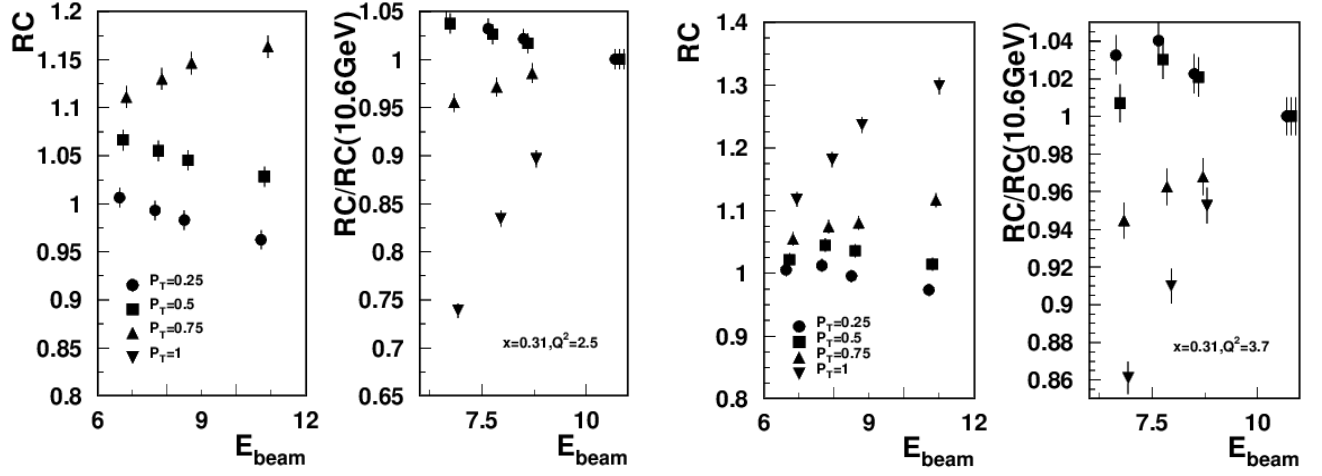 RC
1.2
1.15
1.1
1.05
1
0.95
0.9
0.85
0.8
6
9
12
E_beam
P_T=0.25
P_T=0.5
P_T=0.75
P_T=1
RC/RC(10.6GeV)
1.05
1
0.95
0.9
0.85
0.8
0.75
0.7
0.65
7.5
10
E_beam
x=0.31,Q²=2.5
RC
1.4
1.3
1.2
1.1
1
0.9
0.8
6
8
10
12
E_beam
P_T=0.25
P_T=0.5
P_T=0.75
P_T=1
RC/RC(10.6GeV)
1.04
1.02
1
0.98
0.96
0.94
0.92
0.9
0.88
0.86
7.5
10
E_beam
x=0.31,Q²=3.7